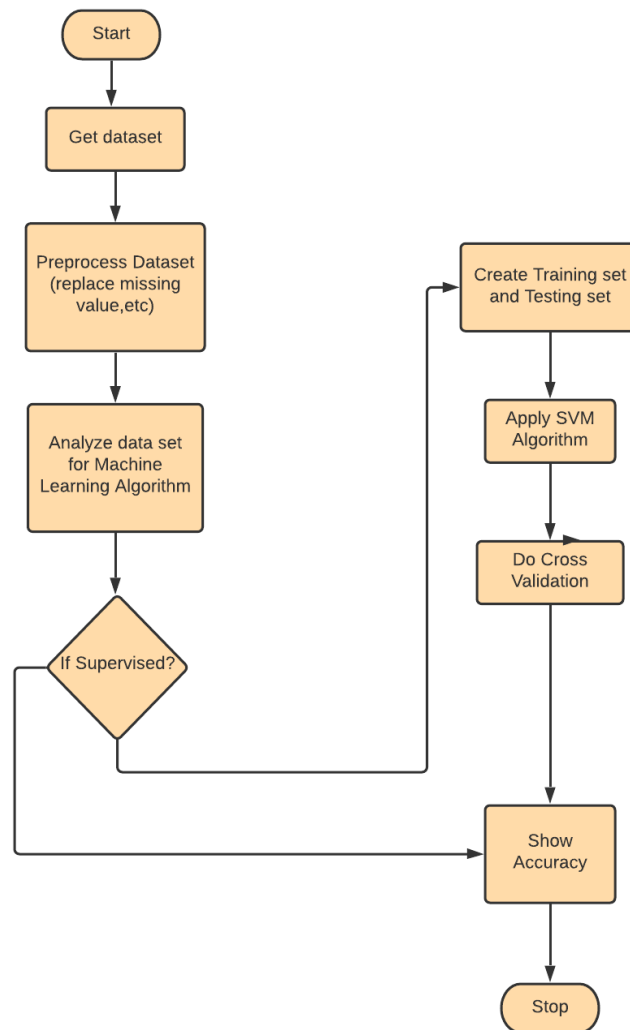 Start
Get dataset
Preprocess Dataset
(replace missing
value,etc)
Analyze data set
for Machine
Learning Algorithm
If Supervised?
Create Training set
and Testing set
Apply SVM
Algorithm
Do Cross
Validation
Show
Accuracy
Stop